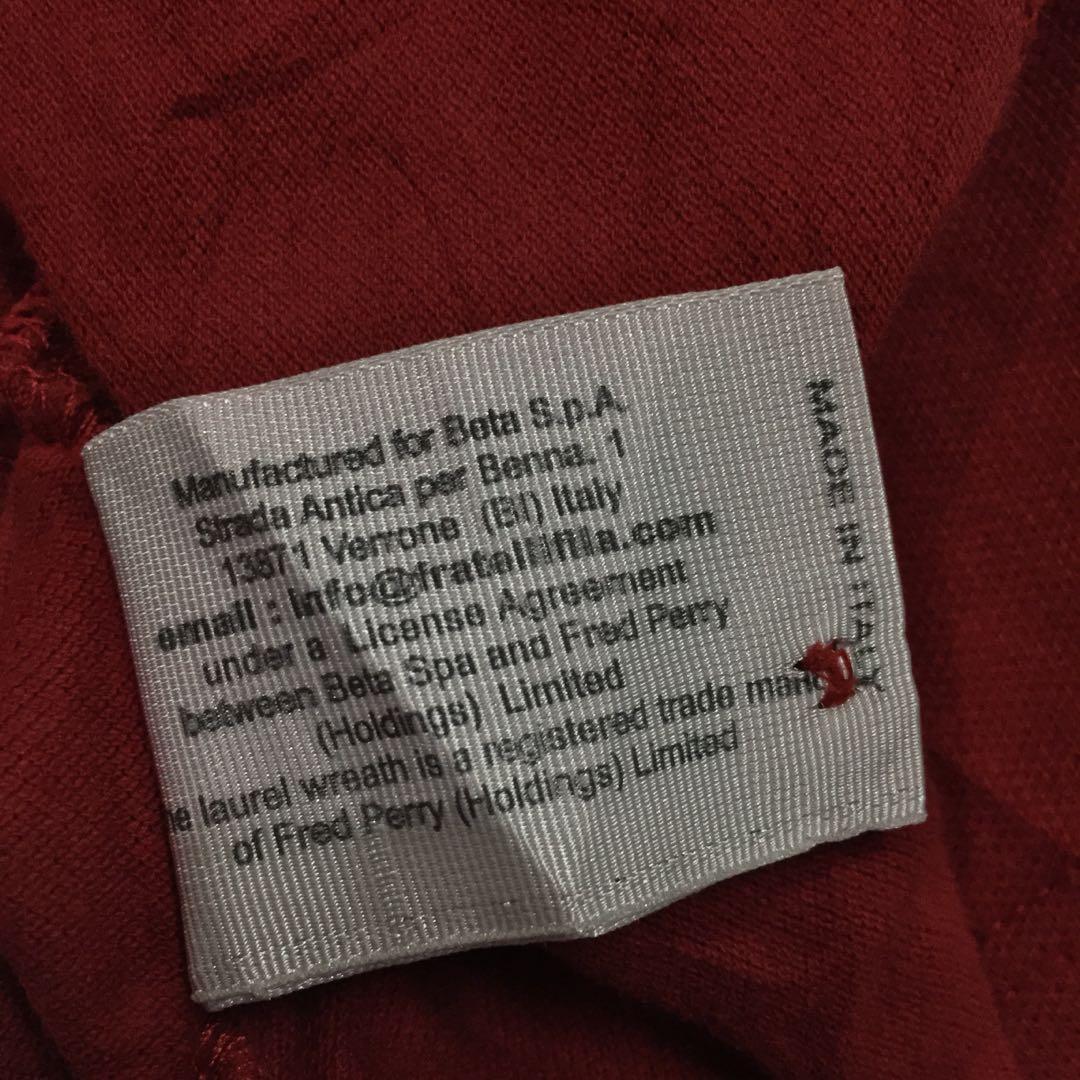 Manufactured for Beta S.p.A.
Strada Antica per Benna, 1
13871 Verrone (BI) Italy
email : info@fratellifila.com
under a License Agreement
between Beta Spa and Fred Perry
(Holdings) Limited
he laurel wreath is a registered trade mark
of Fred Perry (Holdings) Limited
MADE IN ITALY